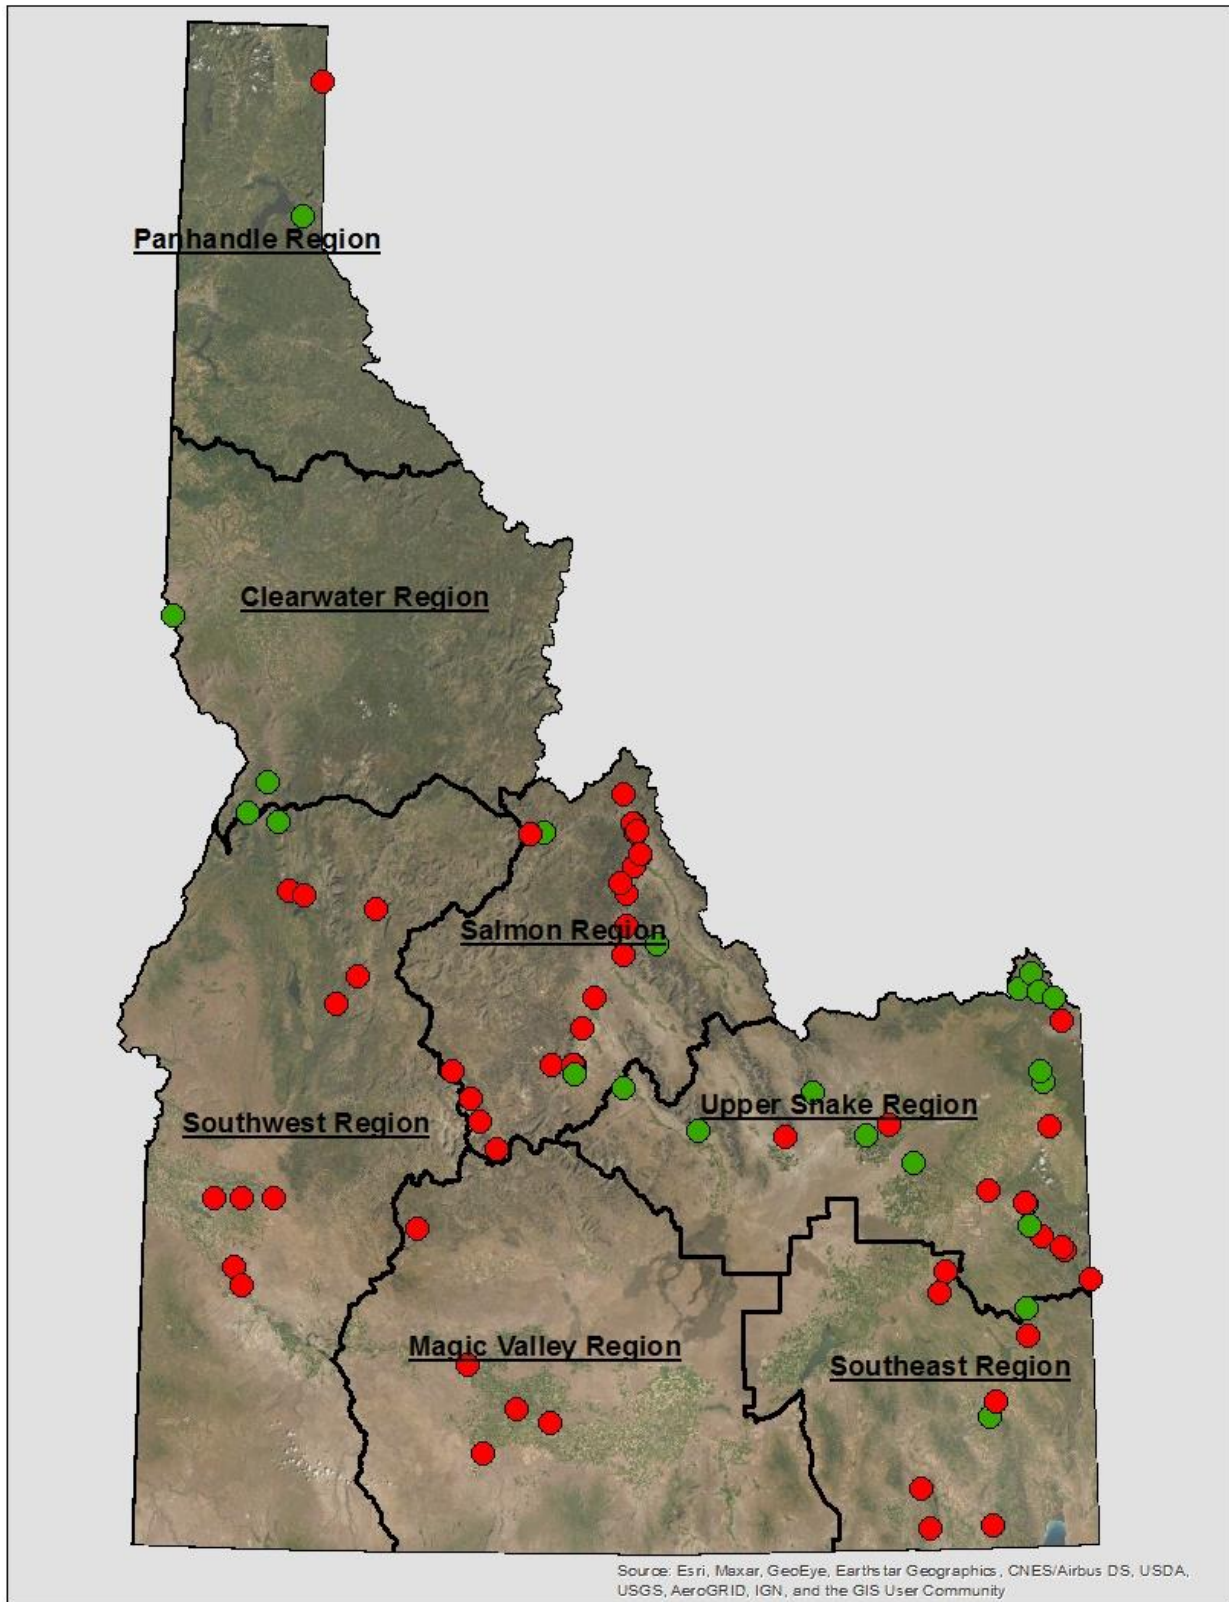 Panhandle Region
Clearwater Region
Salmon Region
Upper Snake Region
Southwest Region
Magic Valley Region
Southeast Region
Source: Esri, Maxar, GeoEye, Earthstar Geographics, CNES/Airbus DS, USDA,
USGS, AeroGRID, IGN, and the GIS User Community